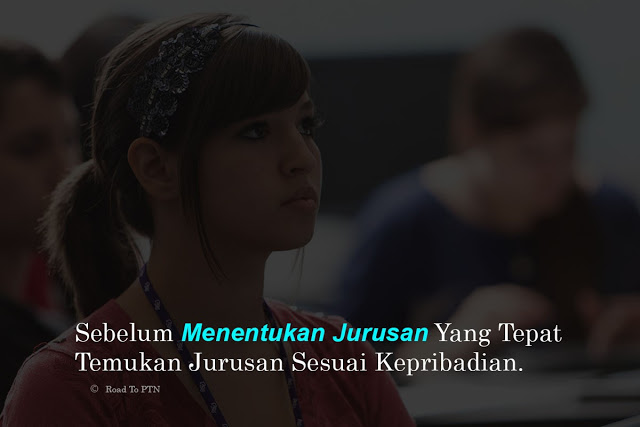 Sebelum Menentukan Jurusan Yang Tepat
Temukan Jurusan Sesuai Kepribadian.
© Road To PTN